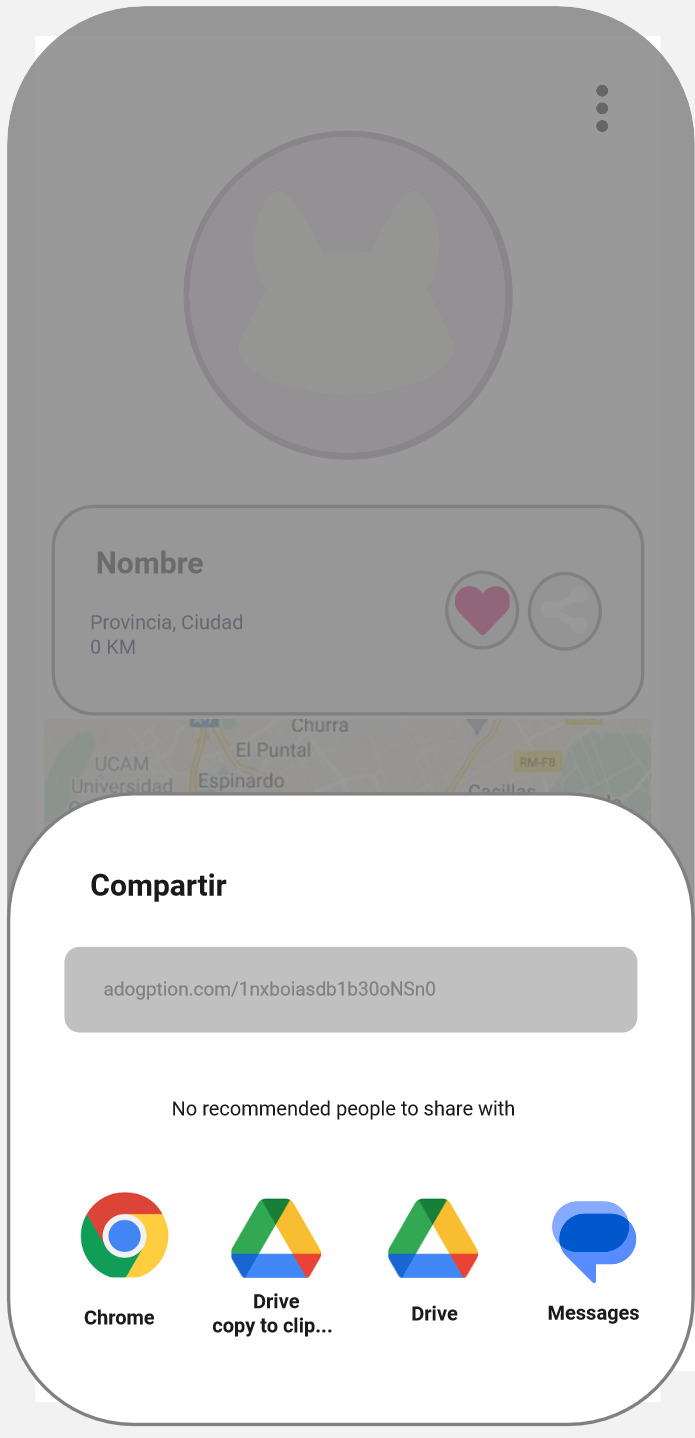 Nombre
Provincia, Ciudad
0 KM
Churra
El Puntal
RM-F8
UCAM
Universidad
Espinardo
Casillas
Compartir
adogption.com/1nxboiasdb1b30oNSn0
No recommended people to share with
Chrome
Drive
copy to clip...
Drive
Messages